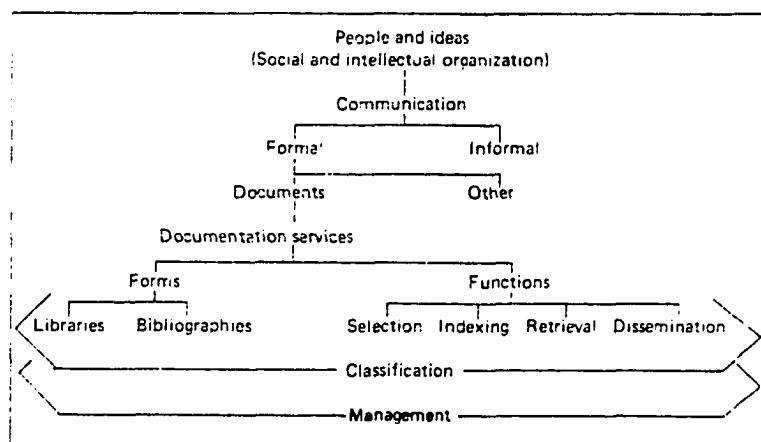 People and ideas
(Social and intellectual organization)
Communication
Formal Informal
Documents Other
Documentation services
Forms Functions
Libraries Bibliographies Selection Indexing Retrieval Dissemination
Classification
Management